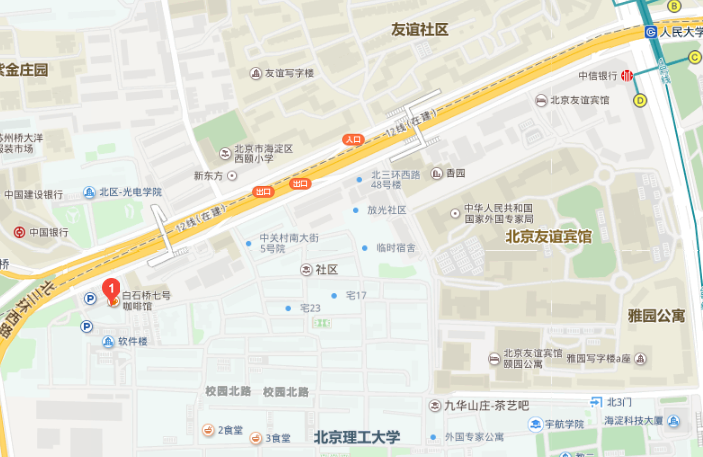 B
友谊社区
人民大学
C
紫金庄园
友谊写字楼
中信银行
D
北京友谊宾馆
12线(在建)
苏州桥大洋
服装市场
入口
北京市海淀区
西颐小学
新东方
北三环西路
48号楼
香园
中国建设银行
北区-光电学院
出口
出口
放光社区
中华人民共和国
国家外国专家局
12线(在建)
中国银行
中关村南大街
5号院
临时宿舍
北京友谊宾馆
桥
社区
北三环西路
P
1
白石桥七号
咖啡馆
宅17
宅23
雅园公寓
P
软件楼
北京友谊宾馆
颐园公寓
雅园写字楼a座
校园北路
校园北路
九华山庄-茶艺吧
北3门
2食堂
3食堂
北京理工大学
外国专家公寓
宇航学院
海淀科技大厦